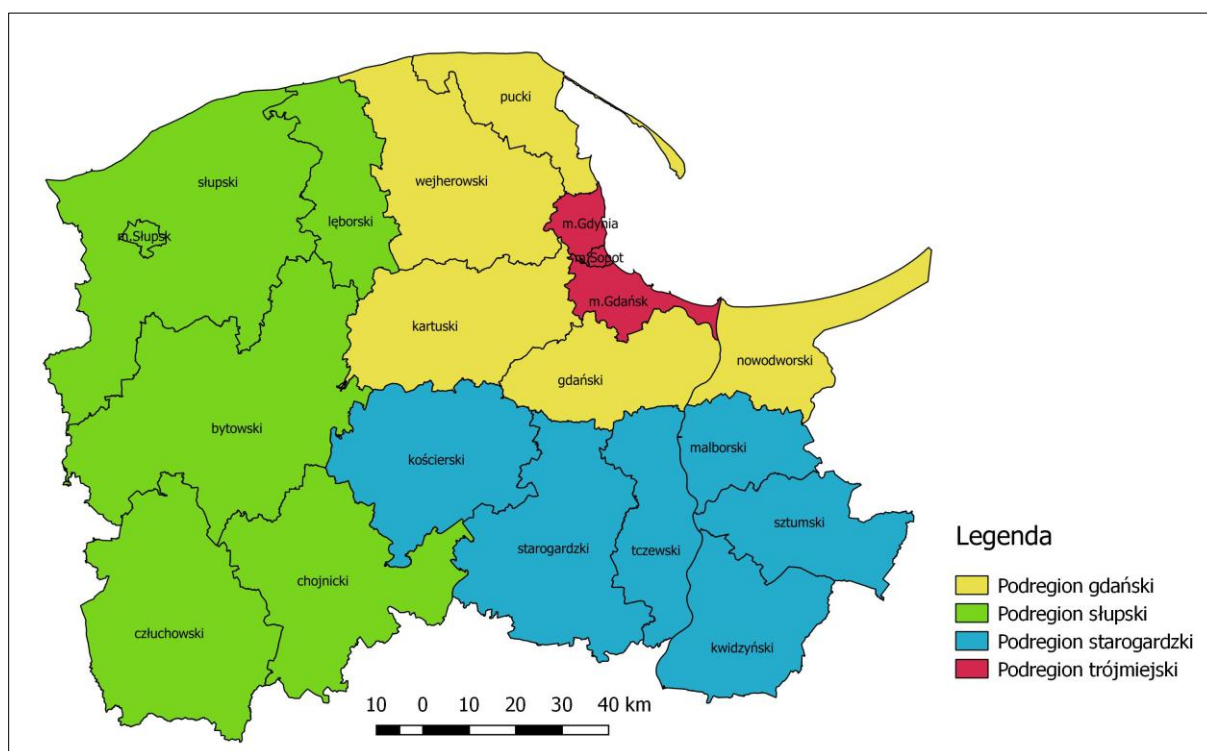 pucki
słupski
wejherowski
lęborski
m.Gdynia
m.Słupsk
m.Sopot
m.Gdańsk
kartuski
nowodworski
gdański
bytowski
malborski
kościerski
sztumski
starogardzki
tczewski
chojnicki
człuchowski
kwidzyński
Legenda
Podregion gdański
Podregion słupski
Podregion starogardzki
Podregion trójmiejski
10 0 10 20 30 40 km